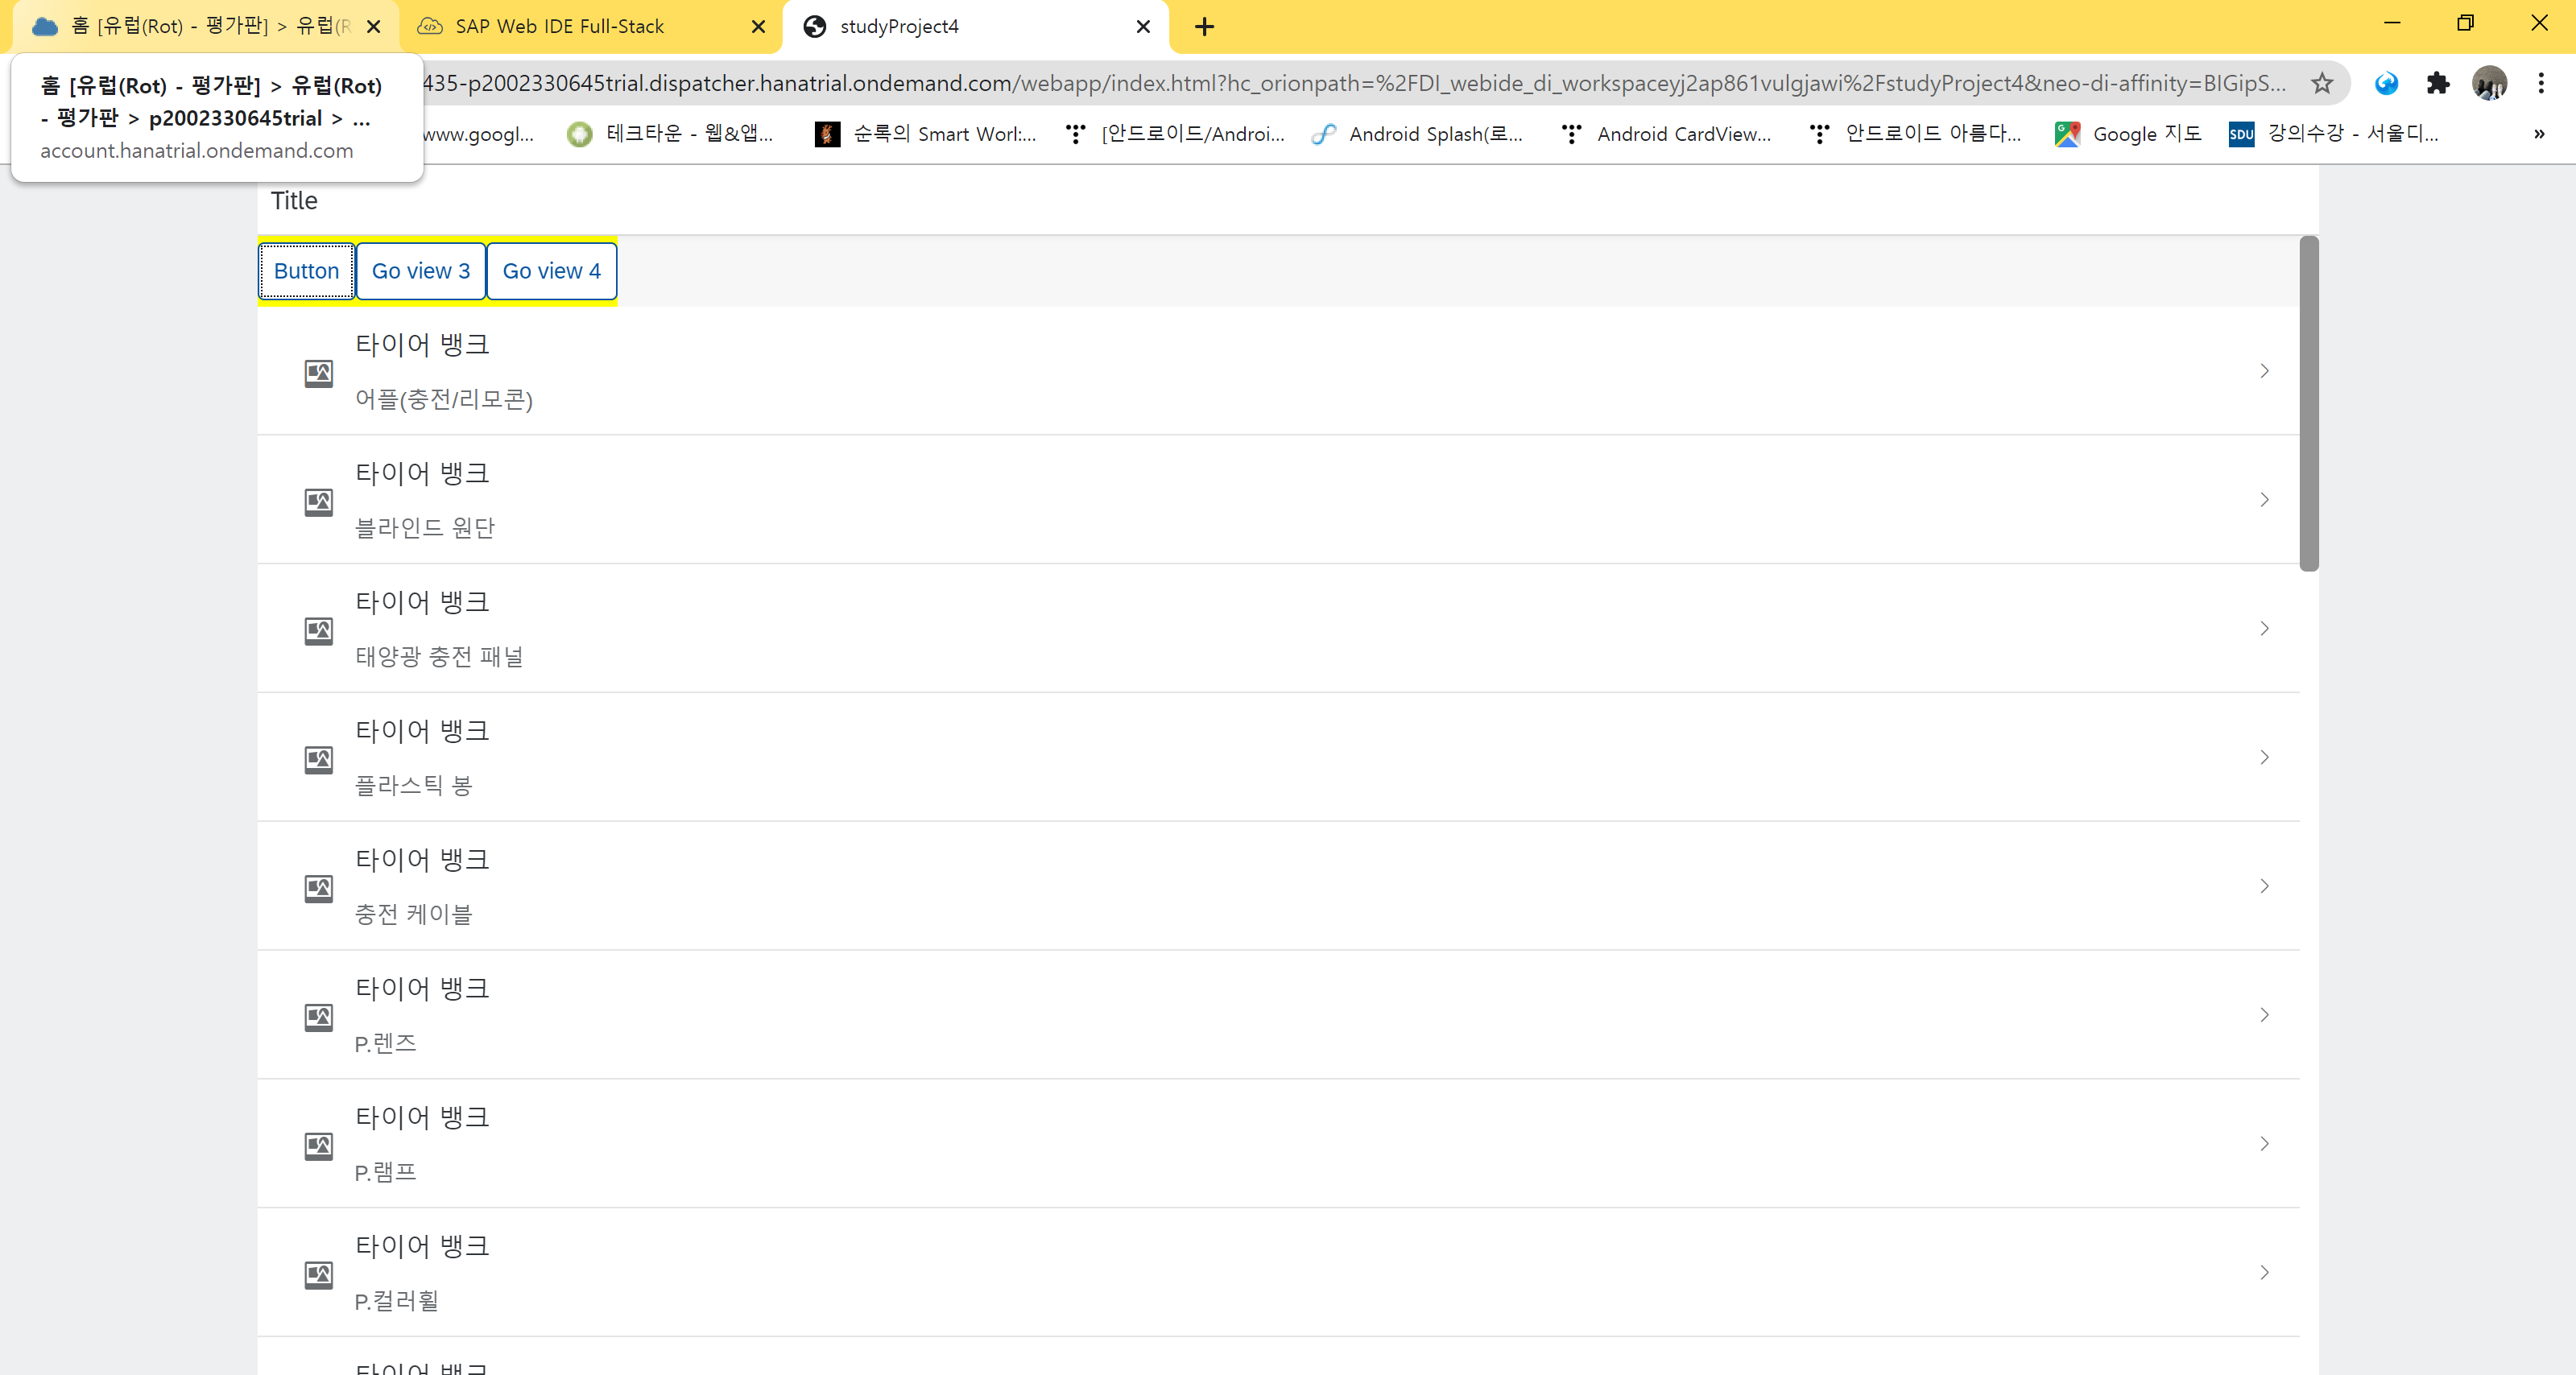 홈 [유럽(Rot) - 평가판] > 유럽(R
SAP Web IDE Full-Stack
studyProject4
홈 [유럽(Rot) - 평가판] > 유럽(Rot)
- 평가판 > p2002330645trial > ...
account.hanatrial.ondemand.com
435-p2002330645trial.dispatcher.hanatrial.ondemand.com/webapp/index.html?hc_orionpath=%2FDI_webide_di_workspaceyj2ap861vulgjawi%2FstudyProject4&neo-di-affinity=BIGipS...
www.googl...
테크타운 - 웹&앱...
순록의 Smart Worl:...
[안드로이드/Androi...
Android Splash(로...
Android CardView...
안드로이드 아름다...
Google 지도
SDU
강의수강 - 서울디...
»
Title
Button
Go view 3
Go view 4
타이어 뱅크
어플(충전/리모콘)
타이어 뱅크
블라인드 원단
타이어 뱅크
태양광 충전 패널
타이어 뱅크
플라스틱 봉
타이어 뱅크
충전 케이블
타이어 뱅크
P.렌즈
타이어 뱅크
P.램프
타이어 뱅크
P.컬러휠
타이어 뱅크